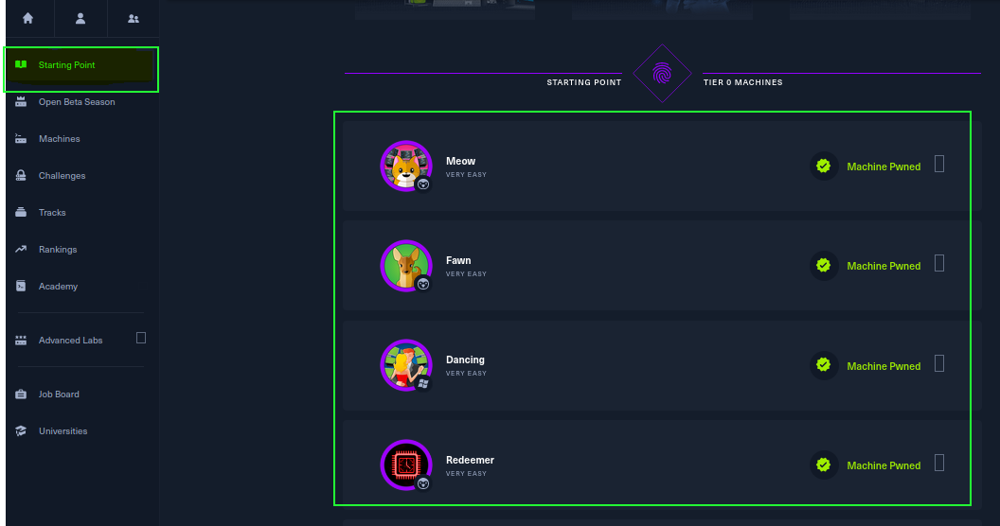 Starting Point
Open Beta Season
Machines
Challenges
Tracks
Rankings
Academy
Advanced Labs
Job Board
Universities
STARTING POINT
TIER 0 MACHINES
Meow
VERY EASY
Machine Pwned
Fawn
VERY EASY
Machine Pwned
Dancing
VERY EASY
Machine Pwned
Redeemer
VERY EASY
Machine Pwned